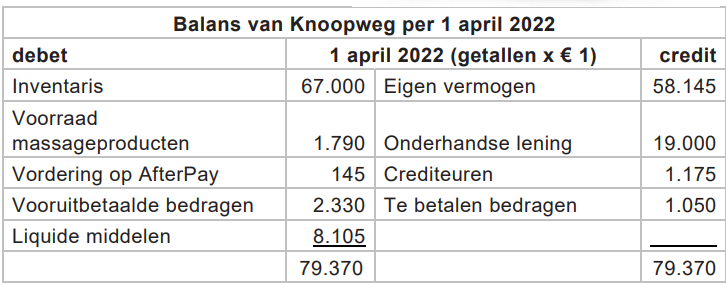 Balans van Knoopweg per 1 april 2022
debet 1 april 2022 (getallen x € 1) credit
Inventaris 67.000 Eigen vermogen 58.145
Voorraad
massageproducten 1.790 Onderhandse lening 19.000
Vordering op AfterPay 145 Crediteuren 1.175
Vooruitbetaalde bedragen 2.330 Te betalen bedragen 1.050
Liquide middelen 8.105
79.370 79.370